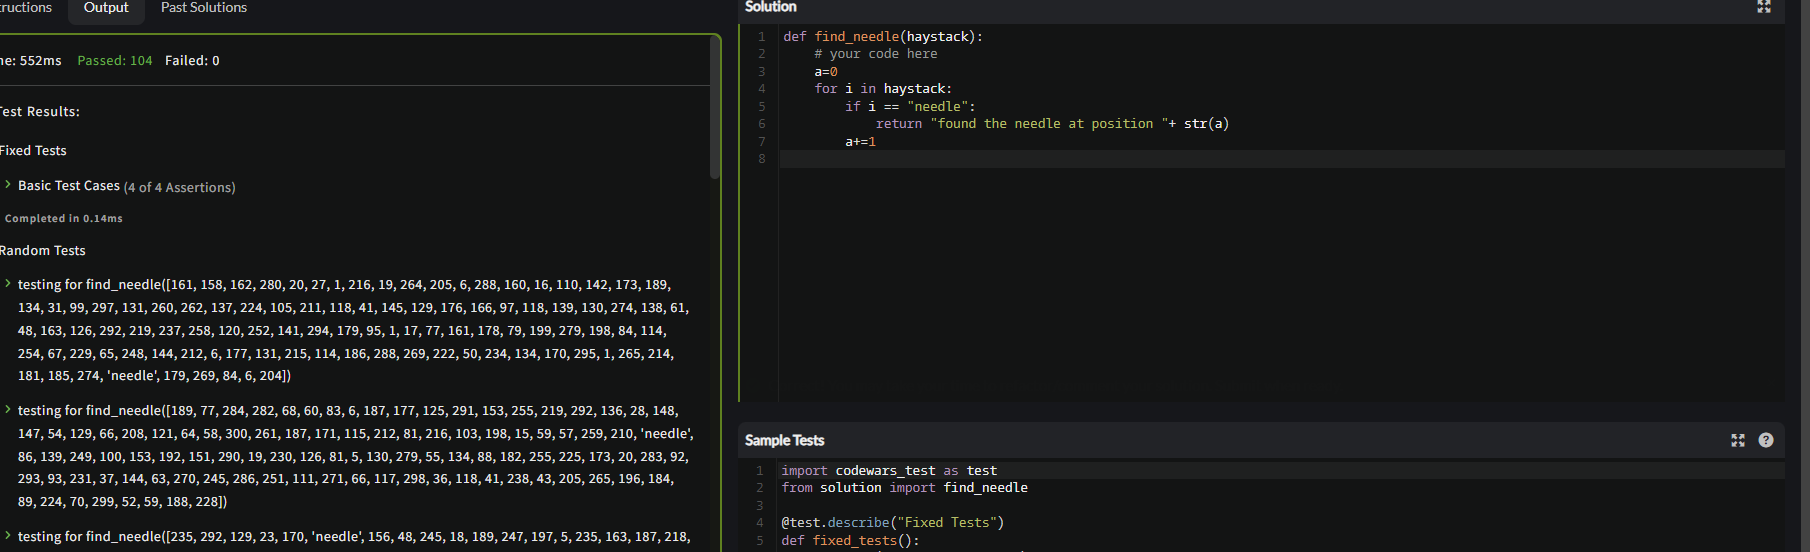 tructions Output Past Solutions
ne: 552ms Passed: 104 Failed: 0
Test Results:
Fixed Tests
Basic Test Cases (4 of 4 Assertions)
Completed in 0.14ms
Random Tests
testing for find_needle([161, 158, 162, 280, 20, 27, 1, 216, 19, 264, 205, 6, 288, 160, 16, 110, 142, 173, 189,
134, 31, 99, 297, 131, 260, 262, 137, 224, 105, 211, 118, 41, 145, 129, 176, 166, 97, 118, 139, 130, 274, 138, 61,
48, 163, 126, 292, 219, 237, 258, 120, 252, 141, 294, 179, 95, 1, 17, 77, 161, 178, 79, 199, 279, 198, 84, 114,
254, 67, 229, 65, 248, 144, 212, 6, 177, 131, 215, 114, 186, 288, 269, 222, 50, 234, 134, 170, 295, 1, 265, 214,
181, 185, 274, 'needle', 179, 269, 84, 6, 204])
testing for find_needle([189, 77, 284, 282, 68, 60, 83, 6, 187, 177, 125, 291, 153, 255, 219, 292, 136, 28, 148,
147, 54, 129, 66, 208, 121, 64, 58, 300, 261, 187, 171, 115, 212, 81, 216, 103, 198, 15, 59, 57, 259, 210, 'needle',
86, 139, 249, 100, 153, 192, 151, 290, 19, 230, 126, 81, 5, 130, 279, 55, 134, 88, 182, 255, 225, 173, 20, 283, 92,
293, 93, 231, 37, 144, 63, 270, 245, 286, 251, 111, 271, 66, 117, 298, 36, 118, 41, 238, 43, 205, 265, 196, 184,
89, 224, 70, 299, 52, 59, 188, 228])
testing for find_needle([235, 292, 129, 23, 170, 'needle', 156, 48, 245, 18, 189, 247, 197, 5, 235, 163, 187, 218,
Solution
1 def find_needle(haystack):
2 # your code here
3 a=0
4 for i in haystack:
5 if i == "needle":
6 return "found the needle at position "+ str(a)
7 a+=1
8
Sample Tests ?
1 import codewars_test as test
2 from solution import find_needle
3
4 @test.describe("Fixed Tests")
5 def fixed_tests():